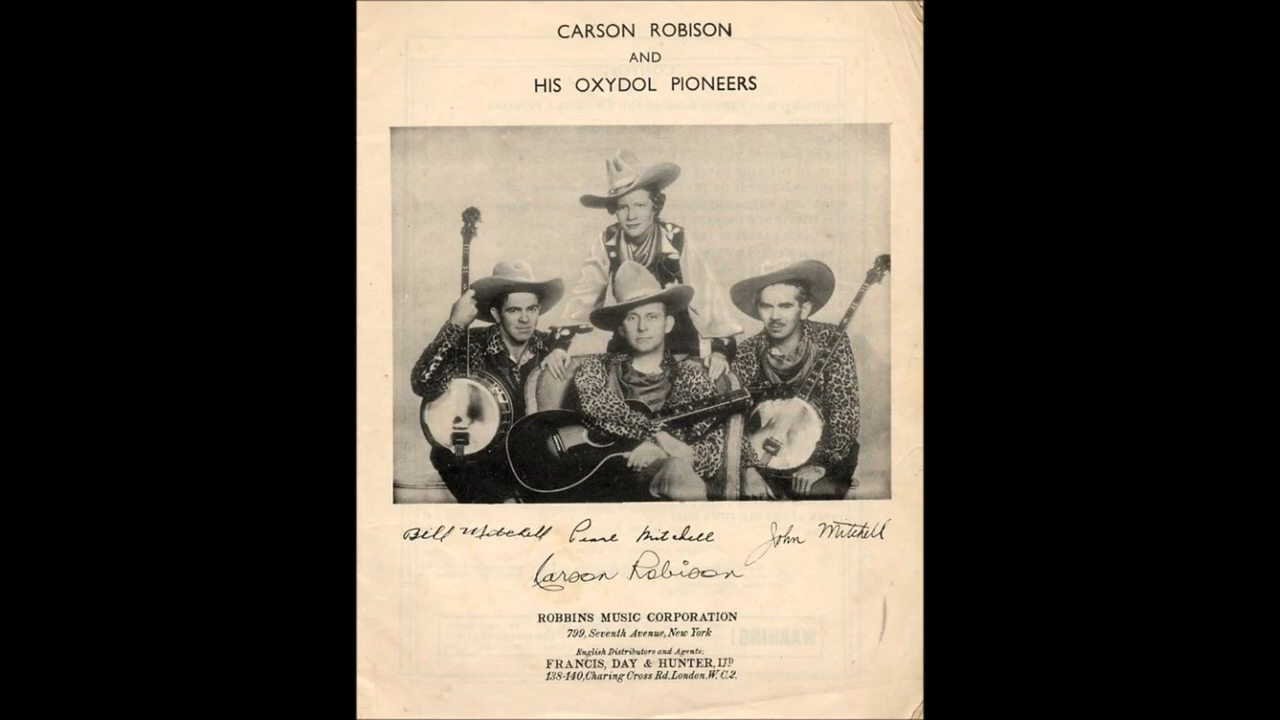 CARSON ROBISON
AND
HIS OXYDOL PIONEERS
Bill Mitchell Pearl Mitchell John Mitchell
Carson Robison
ROBBINS MUSIC CORPORATION
799, Seventh Avenue, New York
English Distributors and Agents.
FRANCIS, DAY & HUNTER, LTD
138-140, Charing Cross Rd. London. W.C.2.
WARNING!